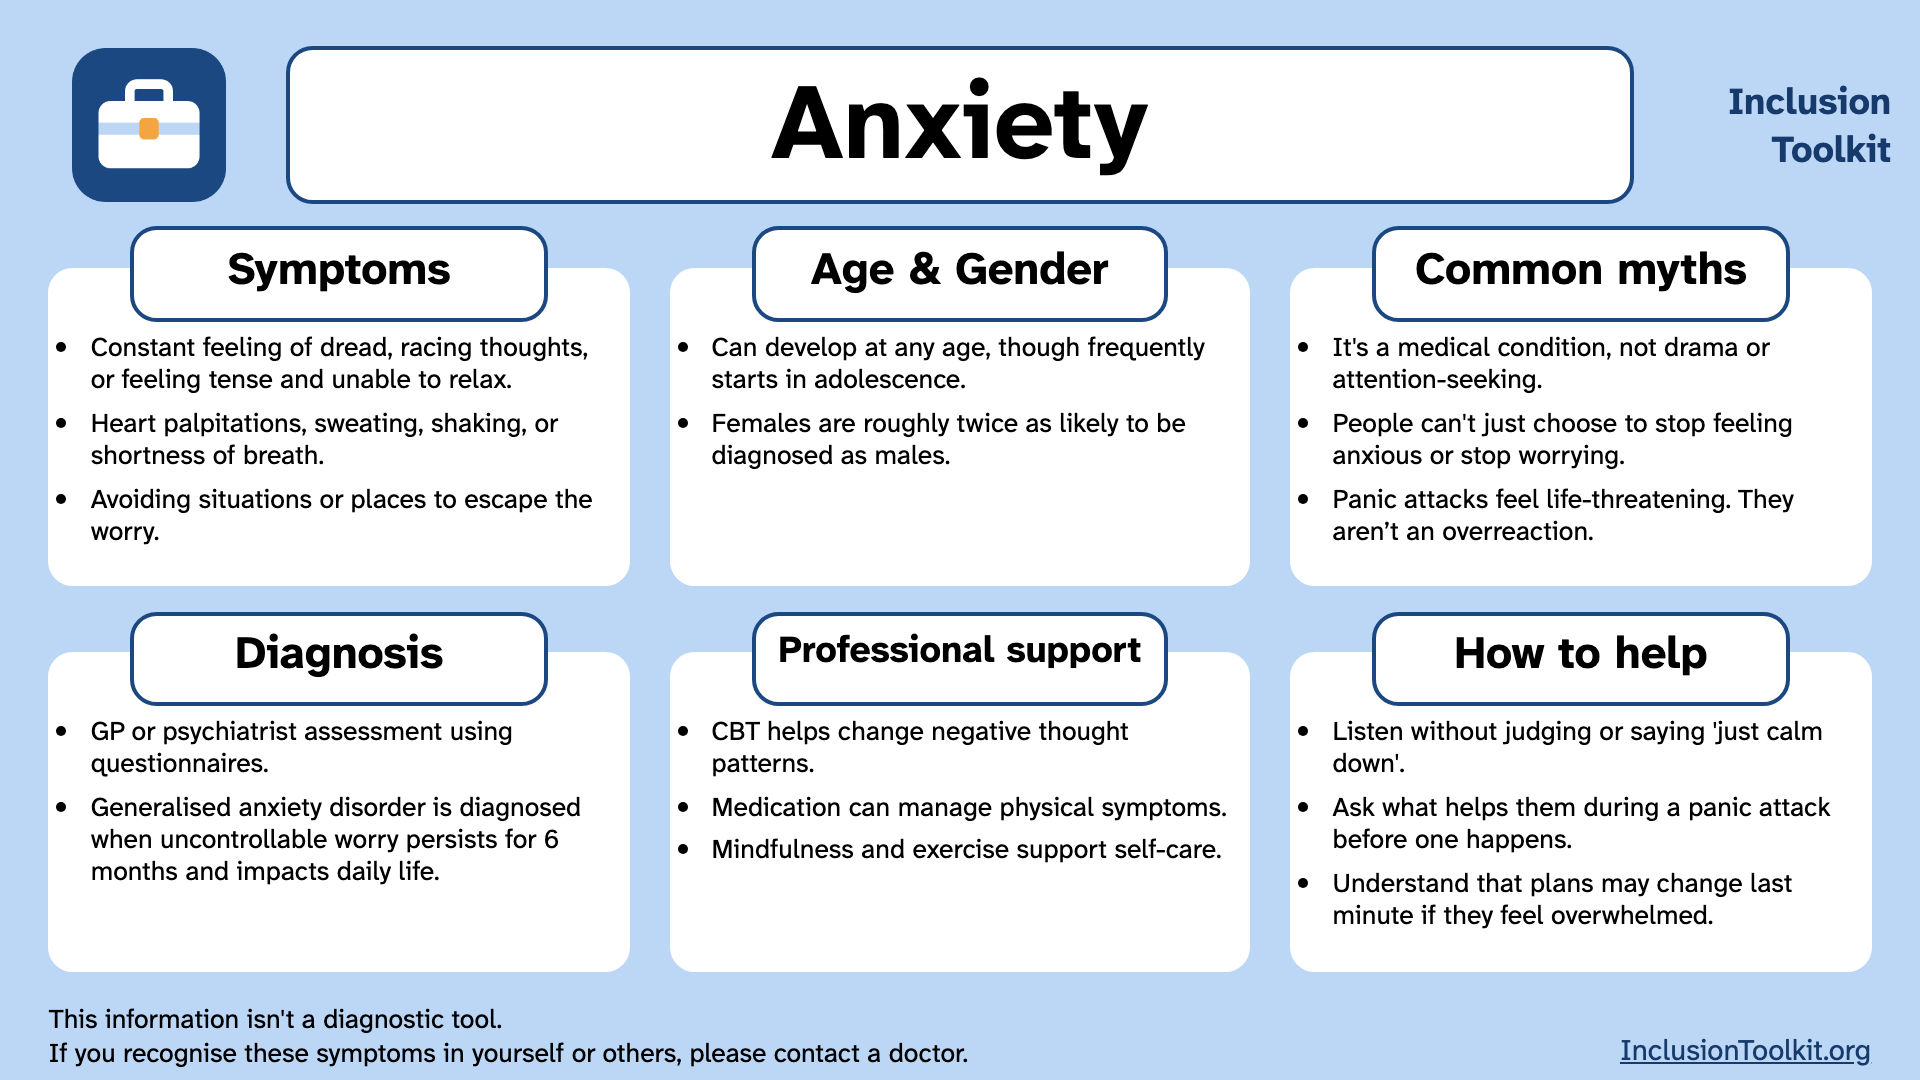 Anxiety
Inclusion
Toolkit
Symptoms
• Constant feeling of dread, racing thoughts,
or feeling tense and unable to relax.
• Heart palpitations, sweating, shaking, or
shortness of breath.
• Avoiding situations or places to escape the
worry.
Age & Gender
• Can develop at any age, though frequently
starts in adolescence.
• Females are roughly twice as likely to be
diagnosed as males.
Common myths
• It's a medical condition, not drama or
attention-seeking.
• People can't just choose to stop feeling
anxious or stop worrying.
• Panic attacks feel life-threatening. They
aren’t an overreaction.
Diagnosis
• GP or psychiatrist assessment using
questionnaires.
• Generalised anxiety disorder is diagnosed
when uncontrollable worry persists for 6
months and impacts daily life.
Professional support
• CBT helps change negative thought
patterns.
• Medication can manage physical symptoms.
• Mindfulness and exercise support self-care.
How to help
• Listen without judging or saying 'just calm
down'.
• Ask what helps them during a panic attack
before one happens.
• Understand that plans may change last
minute if they feel overwhelmed.
This information isn't a diagnostic tool.
If you recognise these symptoms in yourself or others, please contact a doctor.
InclusionToolkit.org